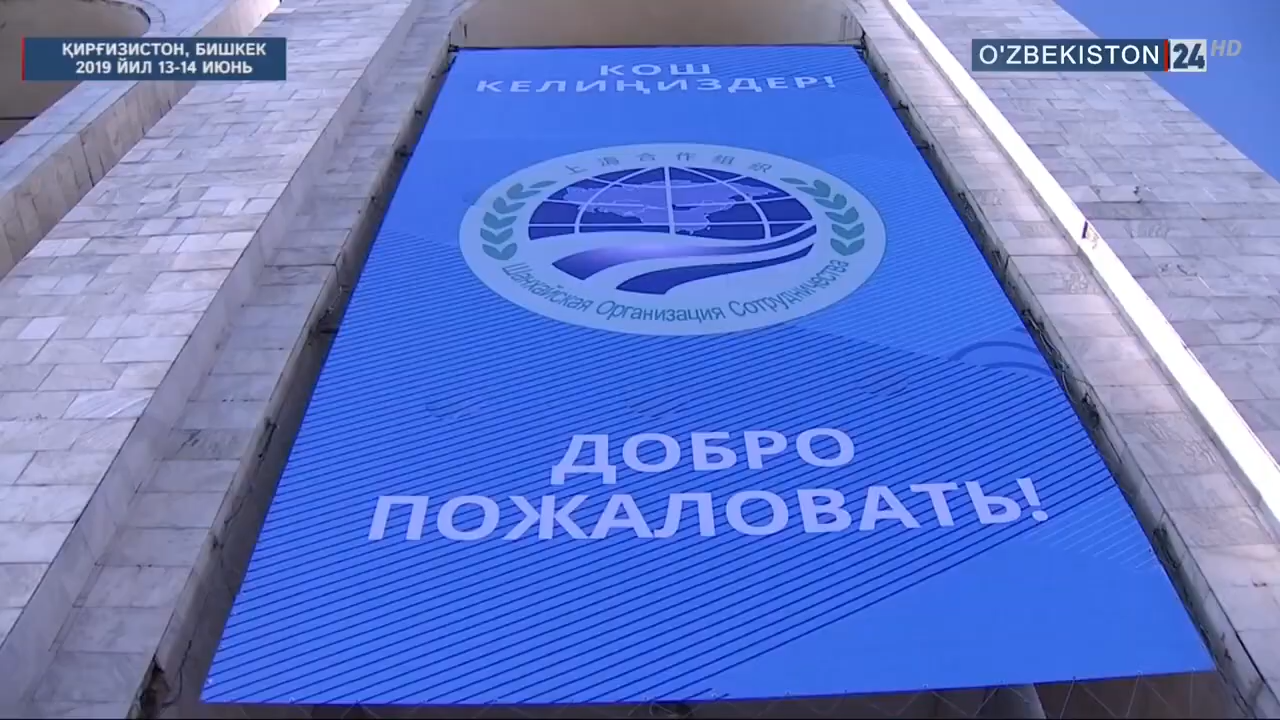 ҚИРҒИЗИСТОН, БИШКЕК
2019 ЙИЛ 13-14 ИЮНЬ
O'ZBEKISTON 24 HD
КОШ
КЕЛИҢИЗДЕР!
上海合作组织
Шанхайская Организация Сотрудничества
ДОБРО
ПОЖАЛОВАТЬ!